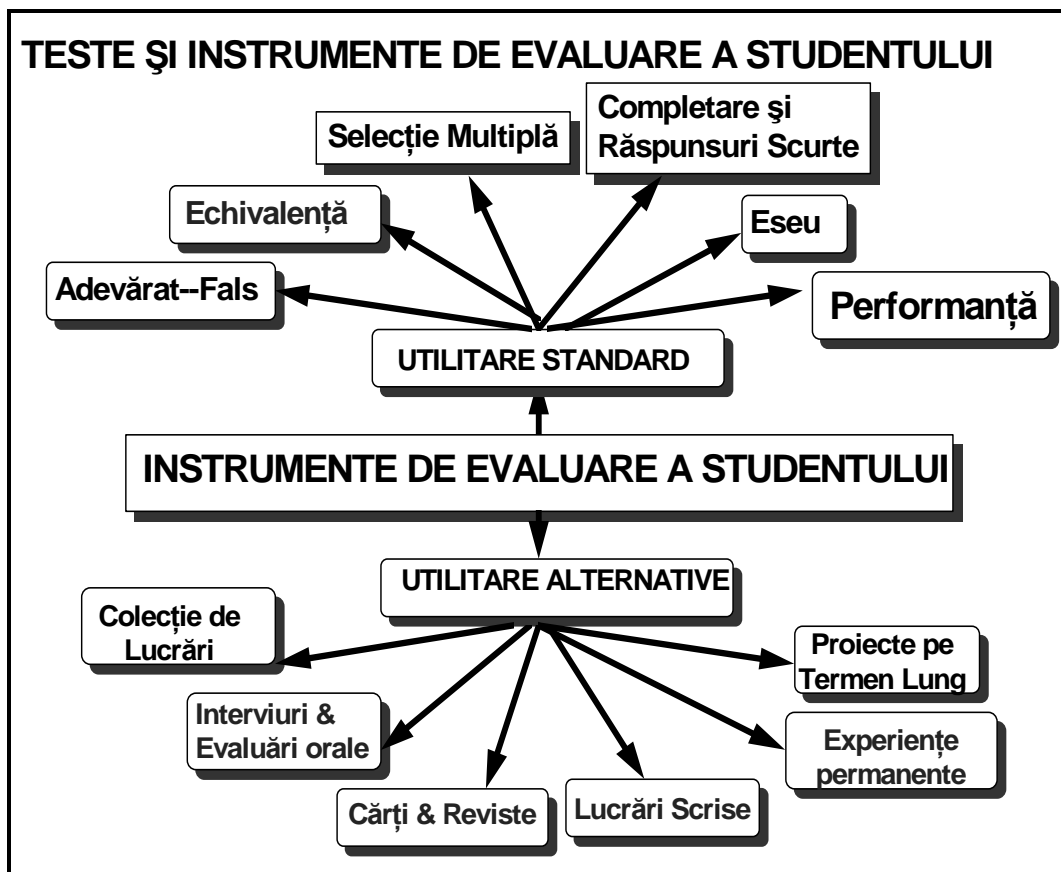 TESTE ŞI INSTRUMENTE DE EVALUARE A STUDENTULUI
Selecție Multiplă
Completare şi
Răspunsuri Scurte
Echivalență
Eseu
Adevărat--Fals
Performanță
UTILITARE STANDARD
INSTRUMENTE DE EVALUARE A STUDENTULUI
UTILITARE ALTERNATIVE
Colecție de
Lucrări
Proiecte pe
Termen Lung
Interviuri &
Evaluări orale
Experiențe
permanente
Cărți & Reviste
Lucrări Scrise